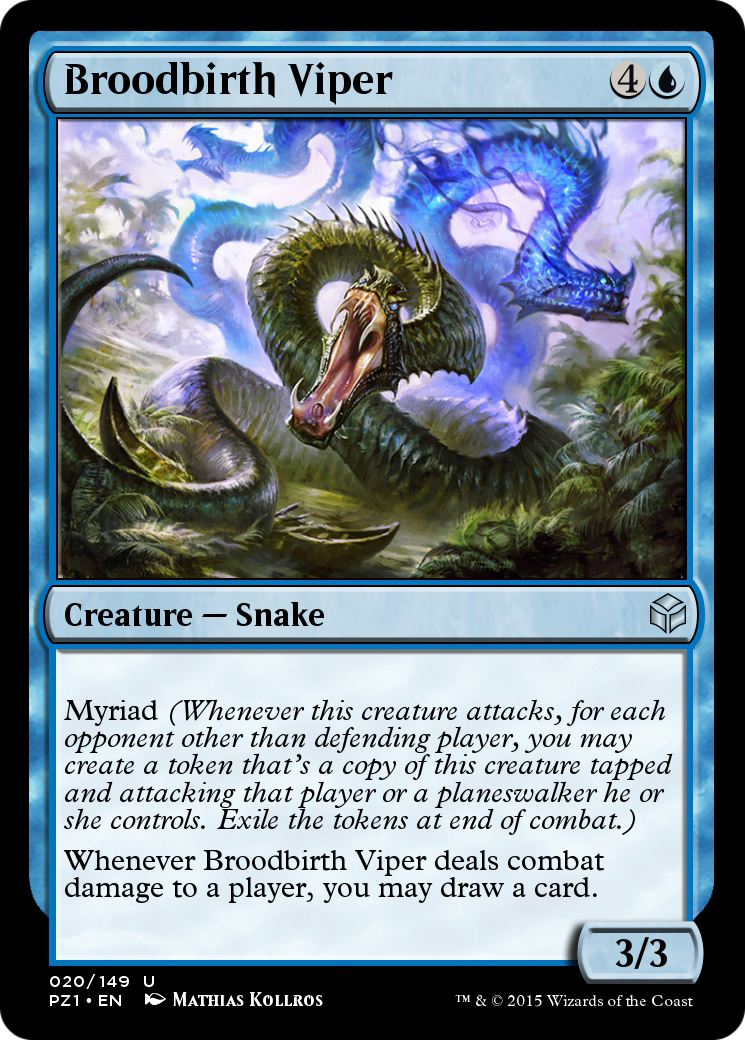 Broodbirth Viper 4
Creature — Snake
Myriad (Whenever this creature attacks, for each
opponent other than defending player, you may
create a token that's a copy of this creature tapped
and attacking that player or a planeswalker he or
she controls. Exile the tokens at end of combat.)
Whenever Broodbirth Viper deals combat
damage to a player, you may draw a card.
3/3
020/149 U
PZ1 • EN Mathias Kollros
™ & © 2015 Wizards of the Coast